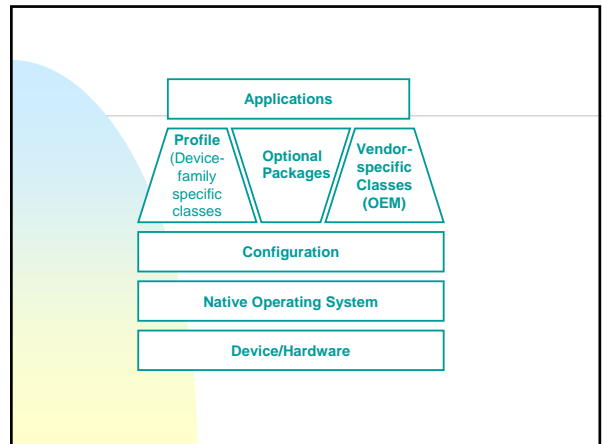 Applications
Profile
(Device-
family
specific
classes
Optional
Packages
Vendor-
specific
Classes
(OEM)
Configuration
Native Operating System
Device/Hardware